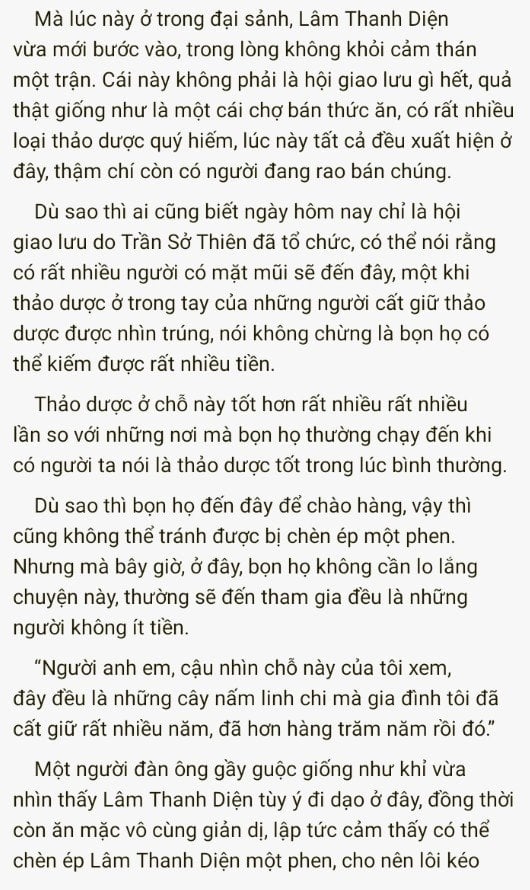 Mà lúc này ở trong đại sảnh, Lâm Thanh Diện
vừa mới bước vào, trong lòng không khỏi cảm thán
một trận. Cái này không phải là hội giao lưu gì hết, quả
thật giống như là một cái chợ bán thức ăn, có rất nhiều
loại thảo dược quý hiếm, lúc này tất cả đều xuất hiện ở
đây, thậm chí còn có người đang rao bán chúng.
Dù sao thì ai cũng biết ngày hôm nay chỉ là hội
giao lưu do Trần Sở Thiên đã tổ chức, có thể nói rằng
có rất nhiều người có mặt mũi sẽ đến đây, một khi
thảo dược ở trong tay của những người cất giữ thảo
dược được nhìn trúng, nói không chừng là bọn họ có
thể kiếm được rất nhiều tiền.
Thảo dược ở chỗ này tốt hơn rất nhiều rất nhiều
lần so với những nơi mà bọn họ thường chạy đến khi
có người ta nói là thảo dược tốt trong lúc bình thường.
Dù sao thì bọn họ đến đây để chào hàng, vậy thì
cũng không thể tránh được bị chèn ép một phen.
Nhưng mà bây giờ, ở đây, bọn họ không cần lo lắng
chuyện này, thường sẽ đến tham gia đều là những
người không ít tiền.
“Người anh em, cậu nhìn chỗ này của tôi xem,
đây đều là những cây nấm linh chi mà gia đình tôi đã
cất giữ rất nhiều năm, đã hơn hàng trăm năm rồi đó.”
Một người đàn ông gầy guộc giống như khỉ vừa
nhìn thấy Lâm Thanh Diện tùy ý đi dạo ở đây, đồng thời
còn ăn mặc vô cùng giản dị, lập tức cảm thấy có thể
chèn ép Lâm Thanh Diện một phen, cho nên lôi kéo